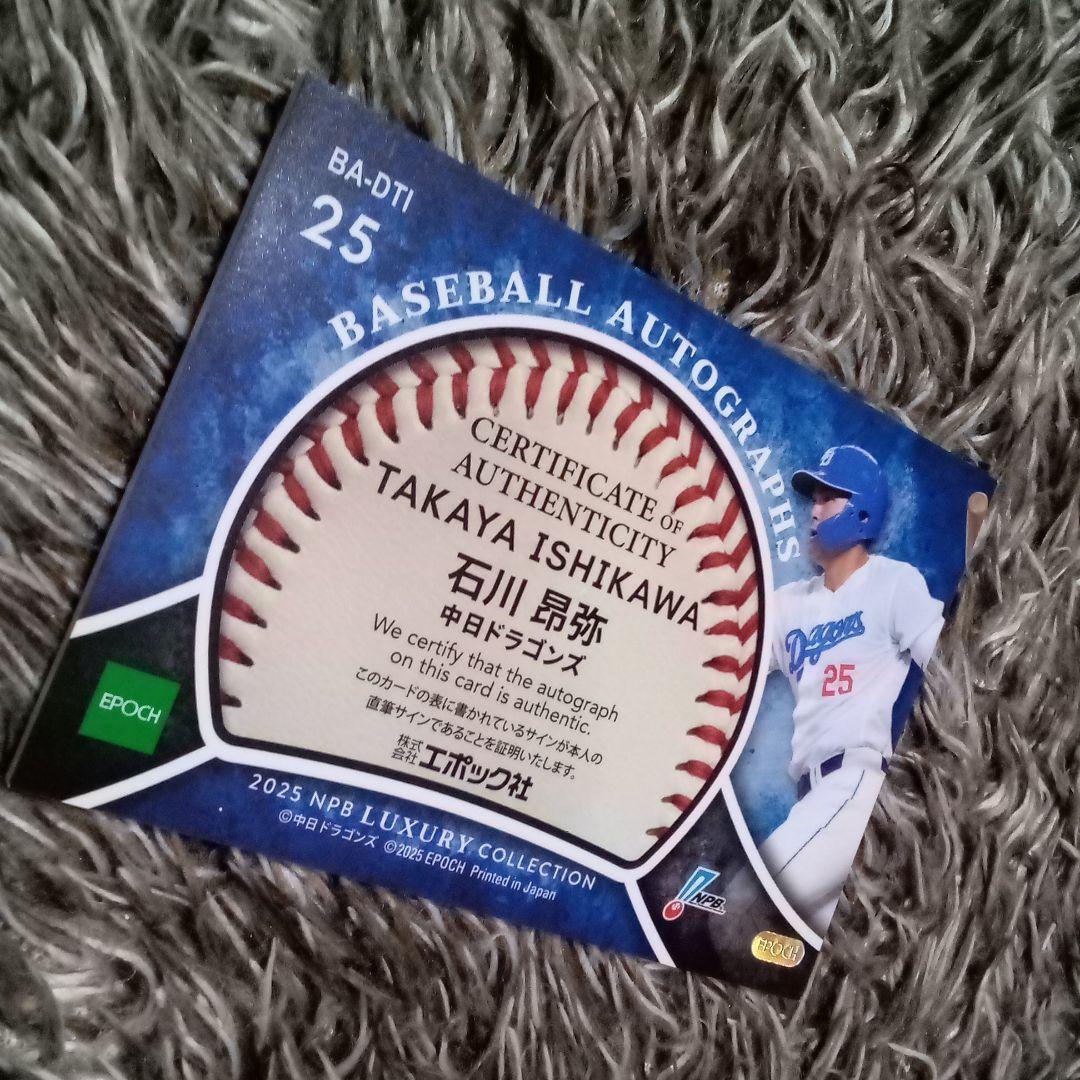 BA-DTI
25
BASEBALL AUTOGRAPHS
CERTIFICATE OF
AUTHENTICITY
TAKAYA ISHIKAWA
石川 昂弥
中日ドラゴンズ
We certify that the autograph
on this card is authentic.
このカードの表に書かれているサインが本人の
直筆サインであることを証明いたします。
株式会社エポック社
EPOCH
Dragons
25
2025 NPB LUXURY COLLECTION
©中日ドラゴンズ ©2025 EPOCH Printed in Japan
NPB
EPOCH